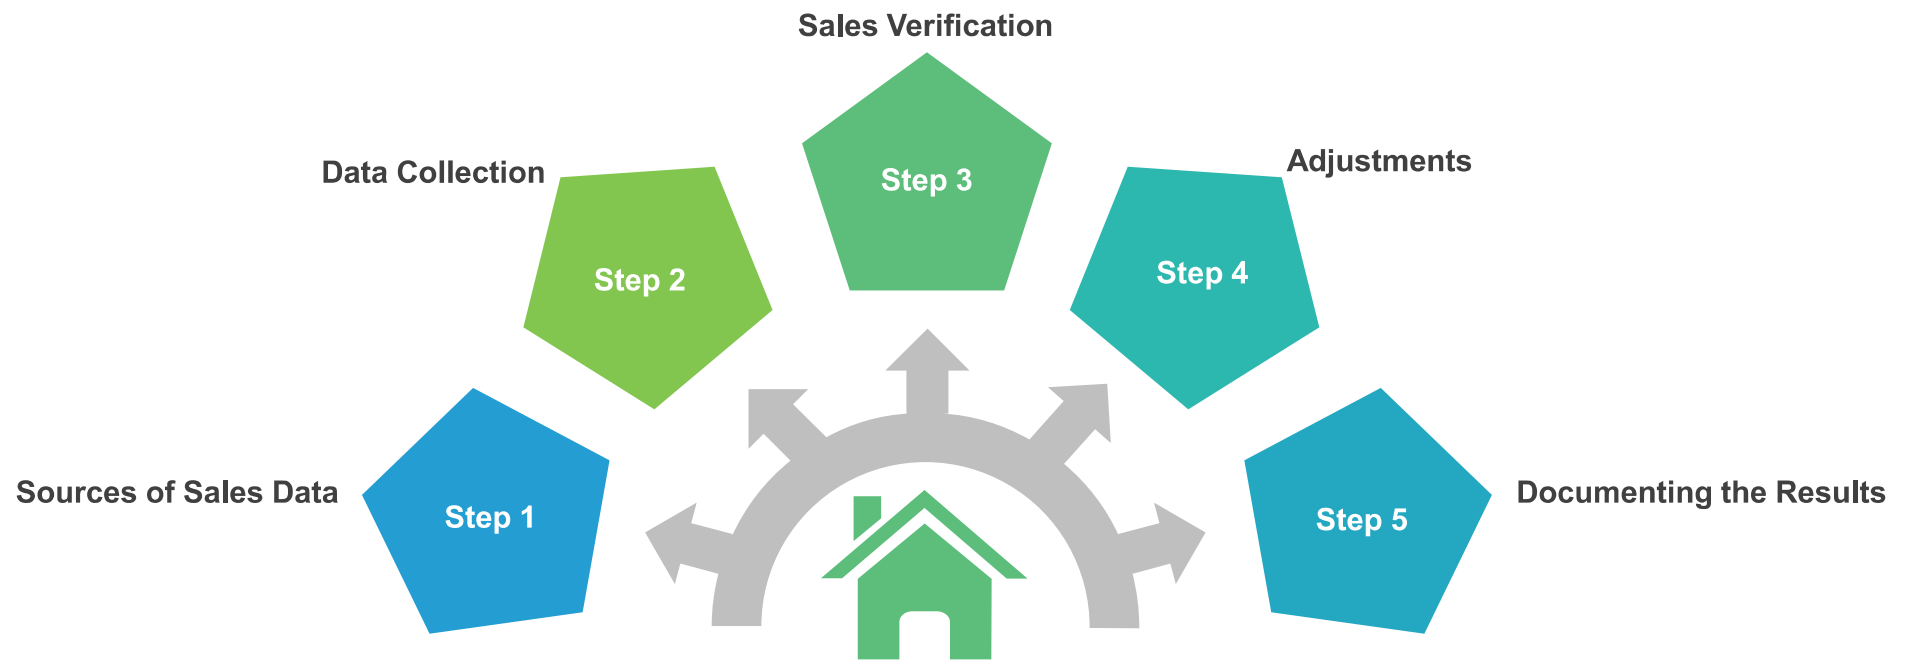 Sales Verification
Step 3
Data Collection
Step 2
Adjustments
Step 4
Sources of Sales Data
Step 1
Documenting the Results
Step 5